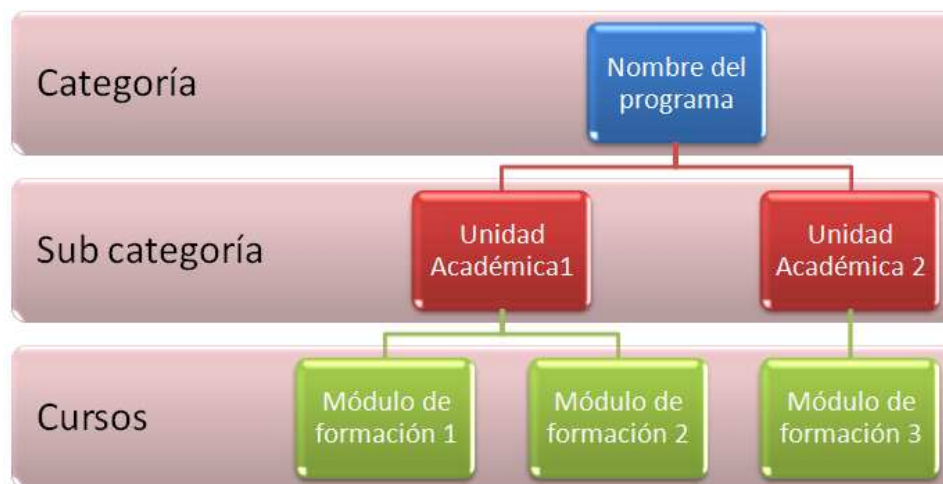 Categoría
Nombre del
programa
Sub categoría
Unidad
Académica1
Unidad
Académica 2
Cursos
Módulo de
formación 1
Módulo de
formación 2
Módulo de
formación 3